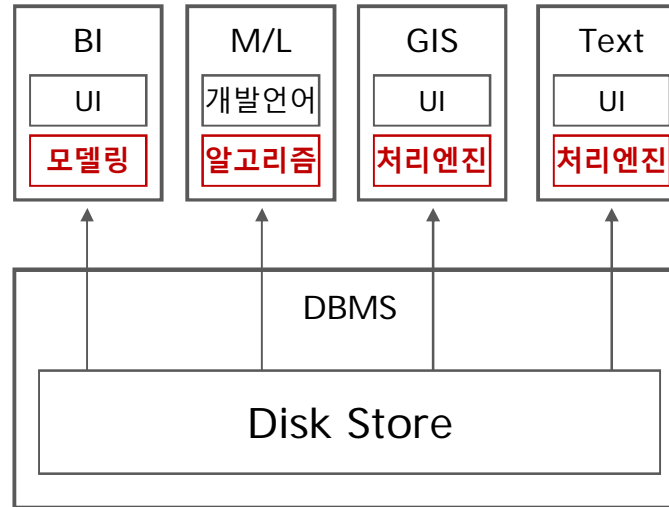 BI
UI
모델링
M/L
개발언어
알고리즘
GIS
UI
처리엔진
Text
UI
처리엔진
DBMS
Disk Store